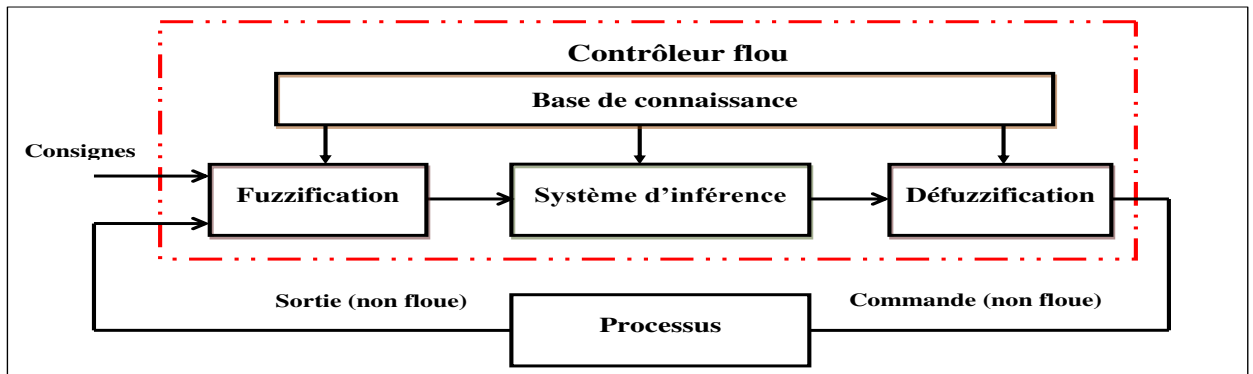 Contrôleur flou
Base de connaissance
Consignes
Fuzzification
Système d'inférence
Défuzzification
Sortie (non floue)
Commande (non floue)
Processus